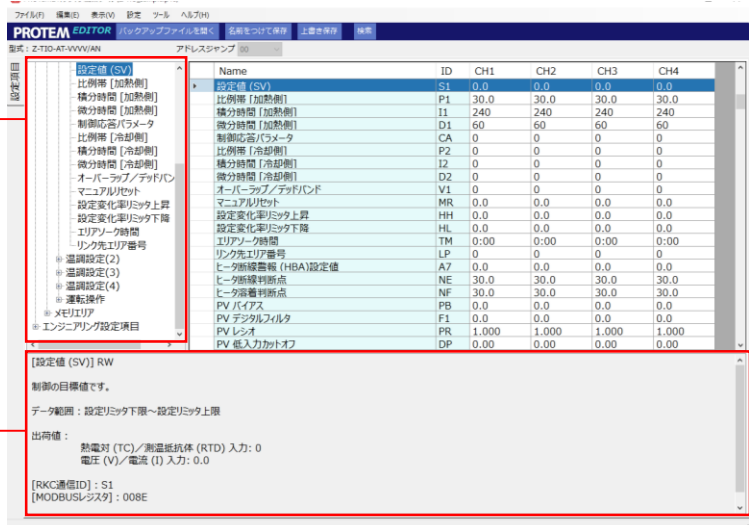 ファイル(F) 編集(E) 表示(V) 設定 ツール ヘルプ(H)
PROTEM EDITOR バックアップファイルを開く 名前をつけて保存 上書き保存 検索
型式 : Z-TIO-AT-VVVV/AN アドレスジャンプ 00
設定項目
設定値 (SV)
比例帯 [加熱側]
積分時間 [加熱側]
微分時間 [加熱側]
制御応答パラメータ
比例帯 [冷却側]
積分時間 [冷却側]
微分時間 [冷却側]
オーバーラップ/デッドバン
マニュアルリセット
設定変化率リミッタ上昇
設定変化率リミッタ下降
エリアソーク時間
リンク先エリア番号
温調設定(2)
温調設定(3)
温調設定(4)
運転操作
メモリエリア
エンジニアリング設定項目
Name ID CH1 CH2 CH3 CH4
設定値 (SV) S1 0.0 0.0 0.0 0.0
比例帯 [加熱側] P1 30.0 30.0 30.0 30.0
積分時間 [加熱側] I1 240 240 240 240
微分時間 [加熱側] D1 60 60 60 60
制御応答パラメータ CA 0 0 0 0
比例帯 [冷却側] P2 0 0 0 0
積分時間 [冷却側] I2 0 0 0 0
微分時間 [冷却側] D2 0 0 0 0
オーバーラップ/デッドバンド V1 0 0 0 0
マニュアルリセット MR 0.0 0.0 0.0 0.0
設定変化率リミッタ上昇 HH 0.0 0.0 0.0 0.0
設定変化率リミッタ下降 HL 0.0 0.0 0.0 0.0
エリアソーク時間 TM 0:00 0:00 0:00 0:00
リンク先エリア番号 LP 0 0 0 0
ヒータ断線警報 (HBA)設定値 A7 0.0 0.0 0.0 0.0
ヒータ断線判断点 NE 30.0 30.0 30.0 30.0
ヒータ溶着判断点 NF 30.0 30.0 30.0 30.0
PV バイアス PB 0.0 0.0 0.0 0.0
PV デジタルフィルタ F1 0.0 0.0 0.0 0.0
PV レシオ PR 1.000 1.000 1.000 1.000
PV 低入力カットオフ DP 0.00 0.00 0.00 0.00
[設定値 (SV)] RW
制御の目標値です。
データ範囲 : 設定リミッタ下限～設定リミッタ上限
出荷値 :
熱電対 (TC)/測温抵抗体 (RTD) 入力: 0
電圧 (V)/電流 (I) 入力: 0.0
[RKC通信ID] : S1
[MODBUSレジスタ] : 008E